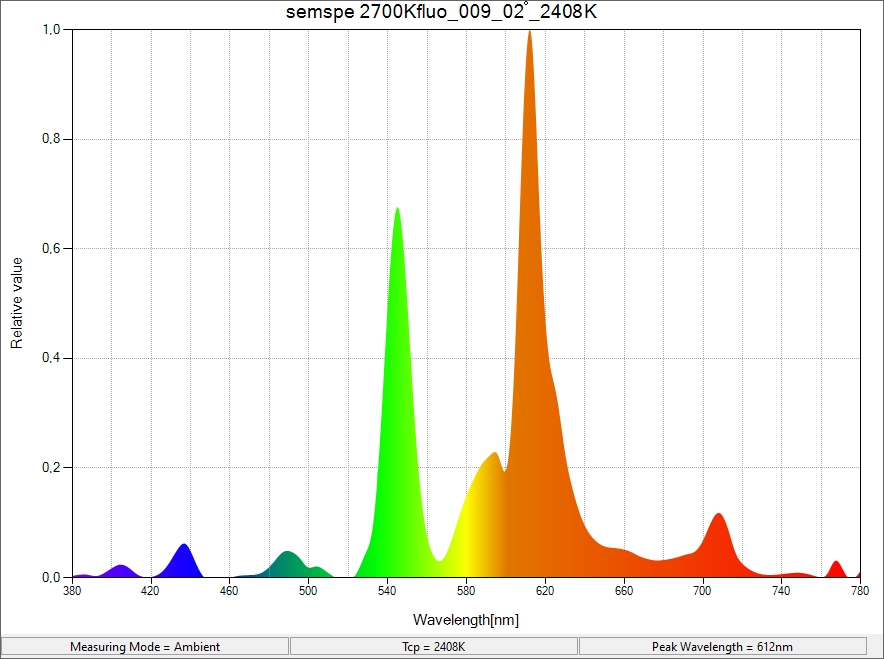 semspe 2700Kfluo_009_02°_2408K
Relative value
1,0
0,8
0,6
0,4
0,2
0,0
380 420 460 500 540 580 620 660 700 740 780
Wavelength[nm]
Measuring Mode = Ambient Tcp = 2408K Peak Wavelength = 612nm